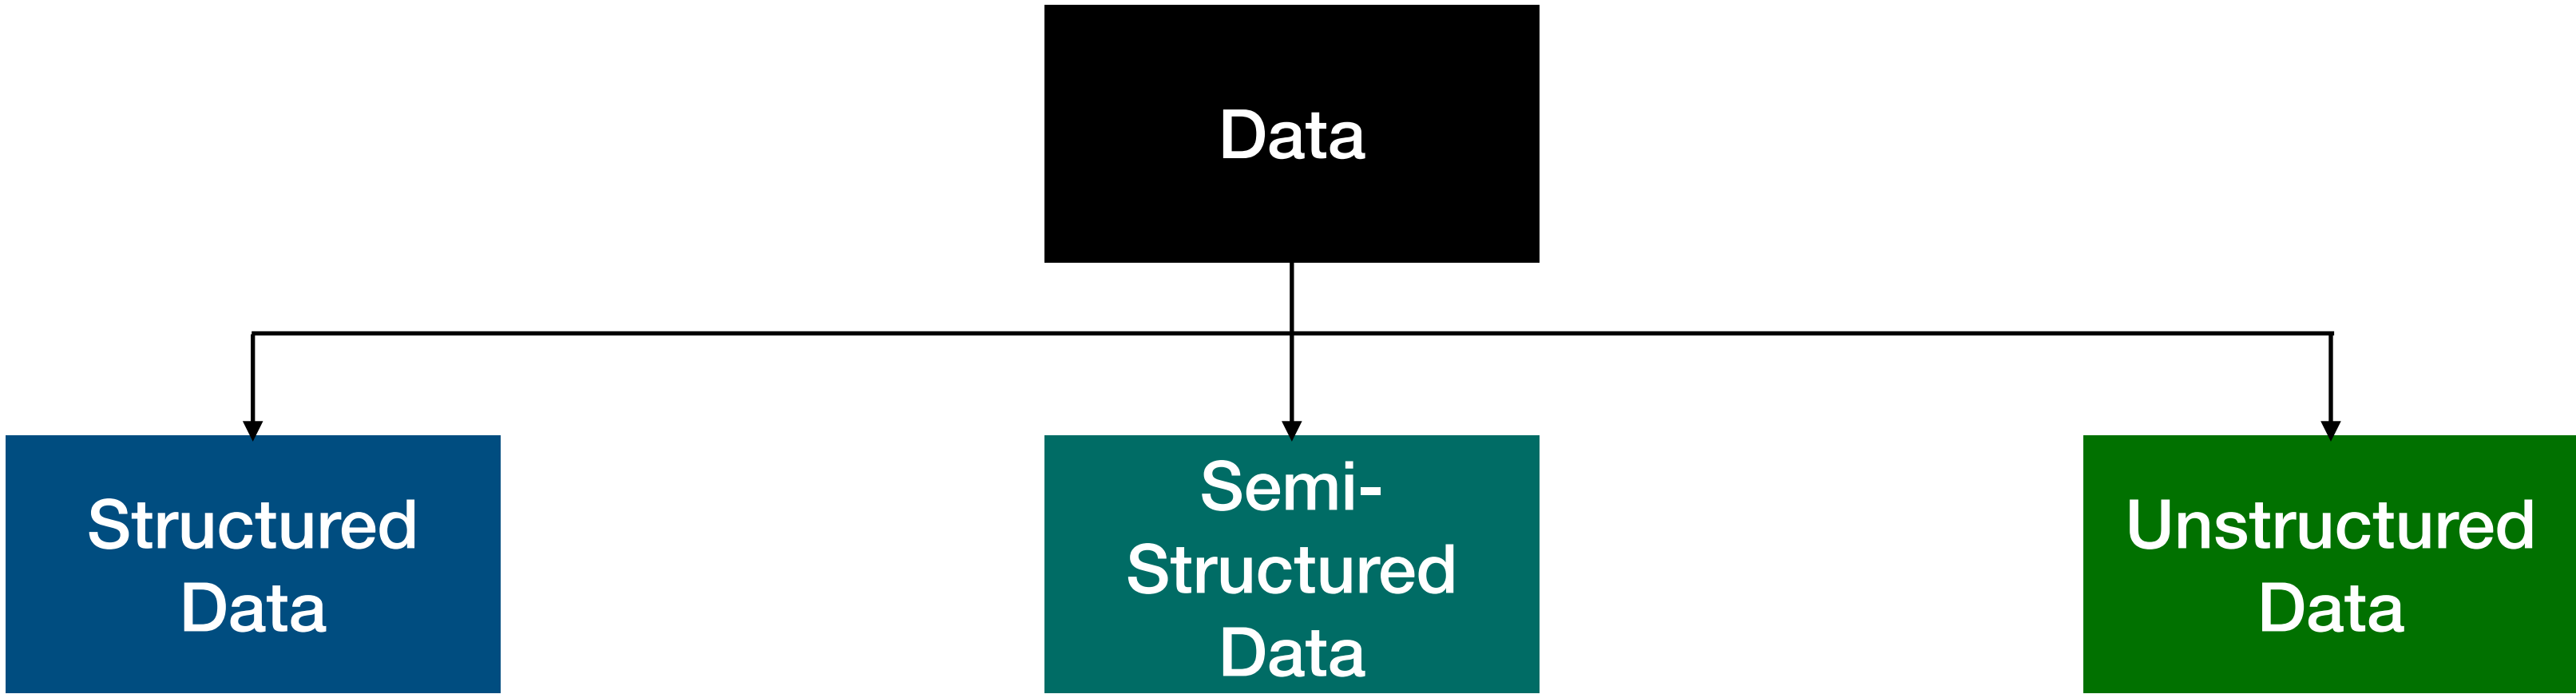 Data
Structured
Data
Semi-
Structured
Data
Unstructured
Data